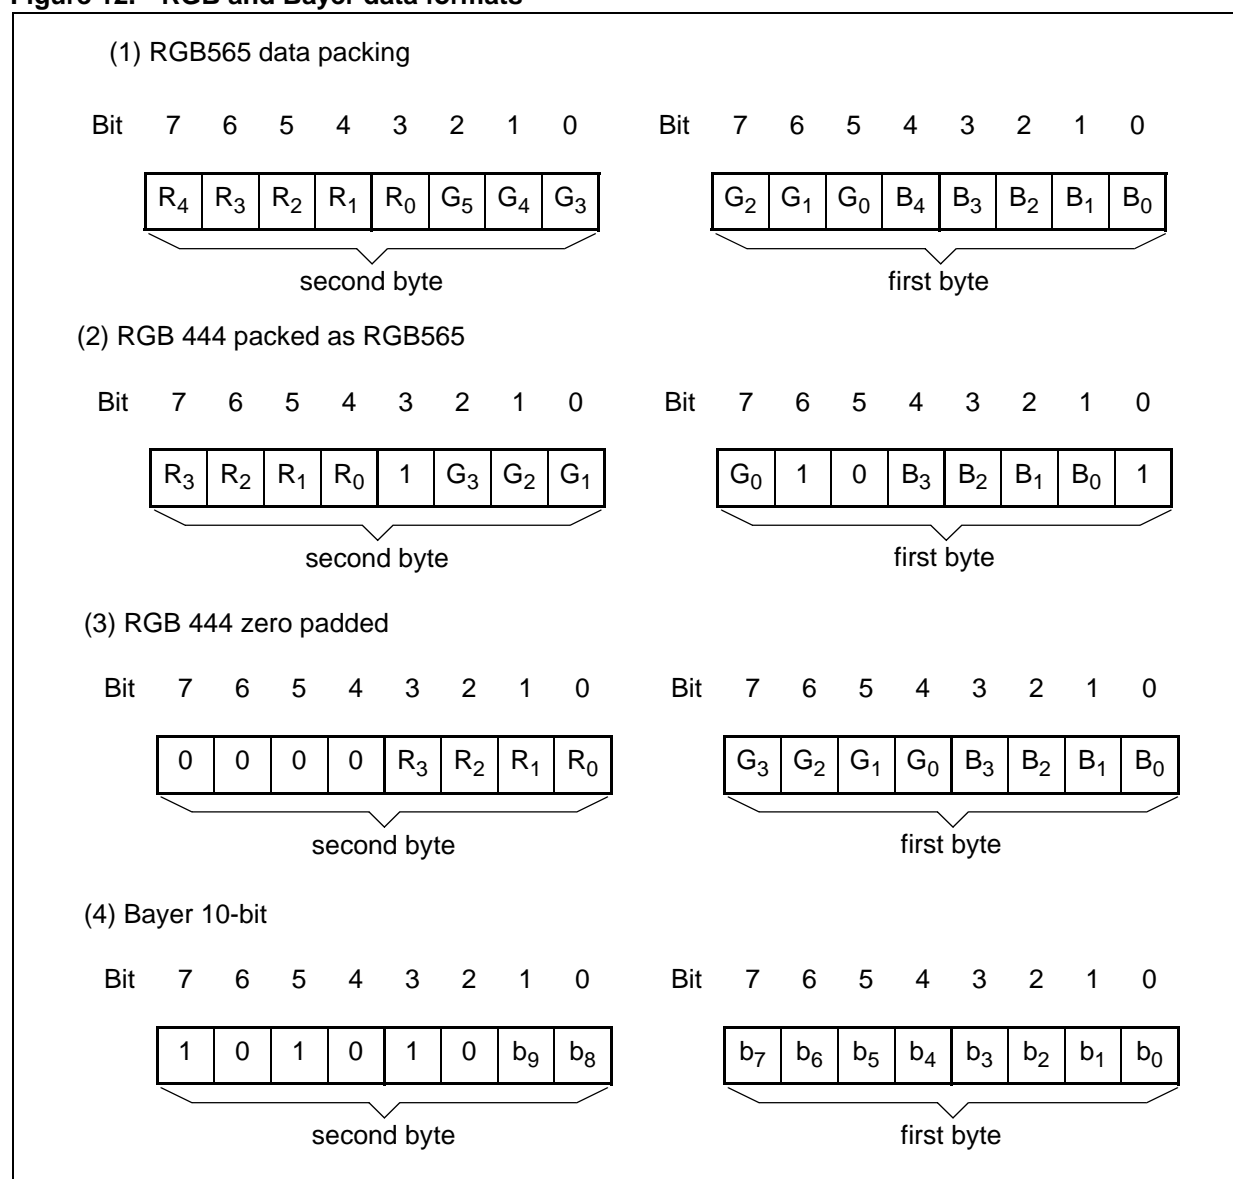 Figure 12. RGB and Bayer data formats
(1) RGB565 data packing
Bit 7 6 5 4 3 2 1 0 Bit 7 6 5 4 3 2 1 0
R4 R3 R2 R1 R0 G5 G4 G3 G2 G1 G0 B4 B3 B2 B1 B0
second byte first byte
(2) RGB 444 packed as RGB565
Bit 7 6 5 4 3 2 1 0 Bit 7 6 5 4 3 2 1 0
R3 R2 R1 R0 1 G3 G2 G1 G0 1 0 B3 B2 B1 B0 1
second byte first byte
(3) RGB 444 zero padded
Bit 7 6 5 4 3 2 1 0 Bit 7 6 5 4 3 2 1 0
0 0 0 0 R3 R2 R1 R0 G3 G2 G1 G0 B3 B2 B1 B0
second byte first byte
(4) Bayer 10-bit
Bit 7 6 5 4 3 2 1 0 Bit 7 6 5 4 3 2 1 0
1 0 1 0 1 0 b9 b8 b7 b6 b5 b4 b3 b2 b1 b0
second byte first byte